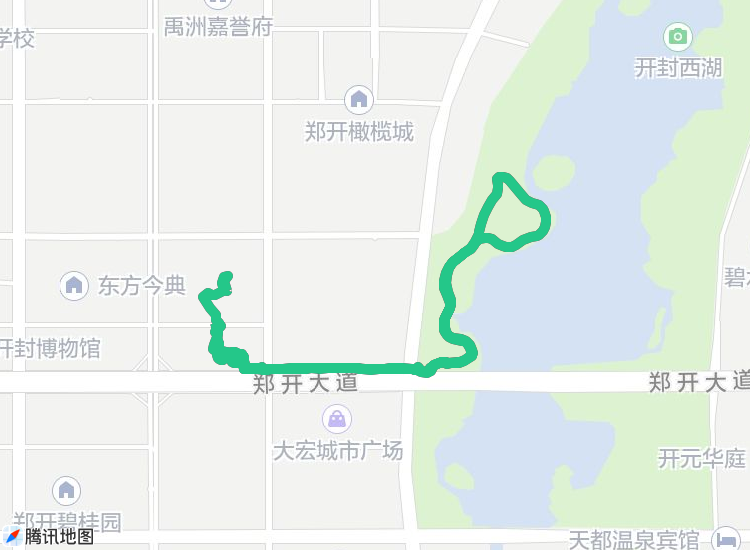 禹洲嘉誉府
学校
开封西湖
郑开橄榄城
东方今典
碧水
开封博物馆
郑开大道
郑开大道
大宏城市广场
开元华庭
开封碧桂园
腾讯地图
天都温泉宾馆